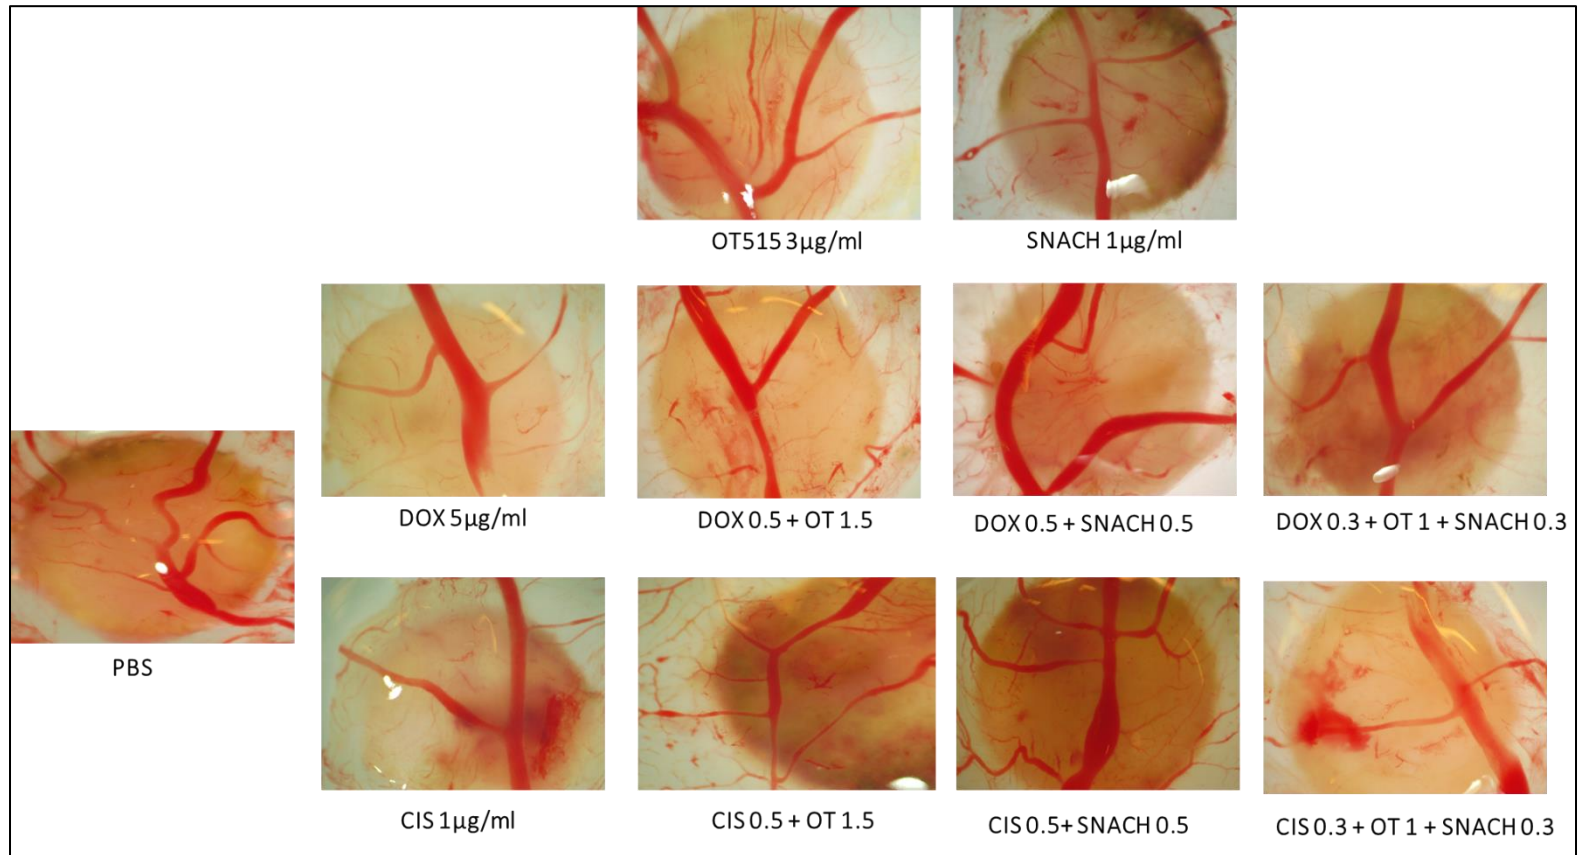 OT515 3µg/ml
SNACH 1µg/ml
DOX 5µg/ml
DOX 0.5 + OT 1.5
DOX 0.5 + SNACH 0.5
DOX 0.3 + OT 1 + SNACH 0.3
PBS
CIS 1µg/ml
CIS 0.5 + OT 1.5
CIS 0.5+ SNACH 0.5
CIS 0.3 + OT 1 + SNACH 0.3